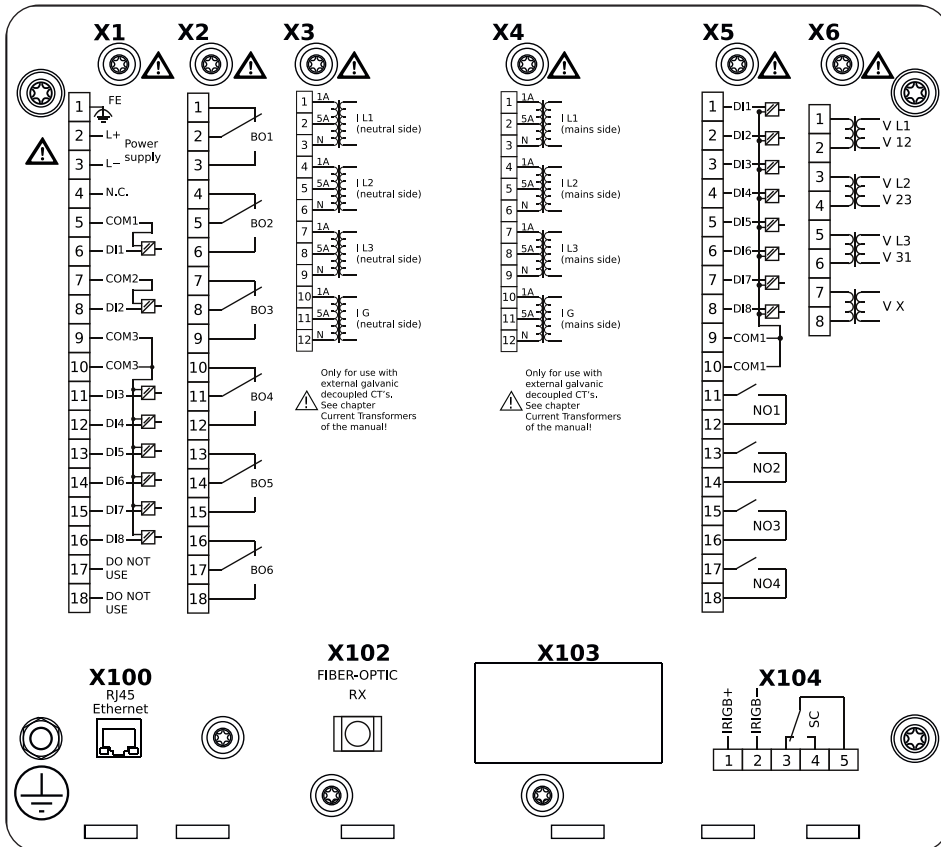 X1
X2
X3
X4
X5
X6
1 FE
2 L+
Power
supply
3 L−
4 N.C.
5 COM1
6 DI1
7 COM2
8 DI2
9 COM3
10 COM3
11 DI3
12 DI4
13 DI5
14 DI6
15 DI7
16 DI8
17 DO NOT
USE
18 DO NOT
USE
1
2 BO1
3
4
5 BO2
6
7
8 BO3
9
10
11 BO4
12
13
14 BO5
15
16
17 BO6
18
1 1A
2 5A I L1
(neutral side)
3 N
4 1A
5 5A I L2
(neutral side)
6 N
7 1A
8 5A I L3
(neutral side)
9 N
10 1A
11 5A I G
(neutral side)
12 N
Only for use with
external galvanic
decoupled CT's.
See chapter
Current Transformers
of the manual!
1 1A
2 5A I L1
(mains side)
3 N
4 1A
5 5A I L2
(mains side)
6 N
7 1A
8 5A I L3
(mains side)
9 N
10 1A
11 5A I G
(mains side)
12 N
Only for use with
external galvanic
decoupled CT's.
See chapter
Current Transformers
of the manual!
1 DI1
2 DI2
3 DI3
4 DI4
5 DI5
6 DI6
7 DI7
8 DI8
9 COM1
10 COM1
11
NO1
12
13
NO2
14
15
NO3
16
17
NO4
18
1 V L1
2 V 12
3 V L2
4 V 23
5 V L3
6 V 31
7
V X
8
X100
RJ45
Ethernet
X102
FIBER-OPTIC
RX
X103
X104
IRIGB+
IRIGB-
SC
1 2 3 4 5